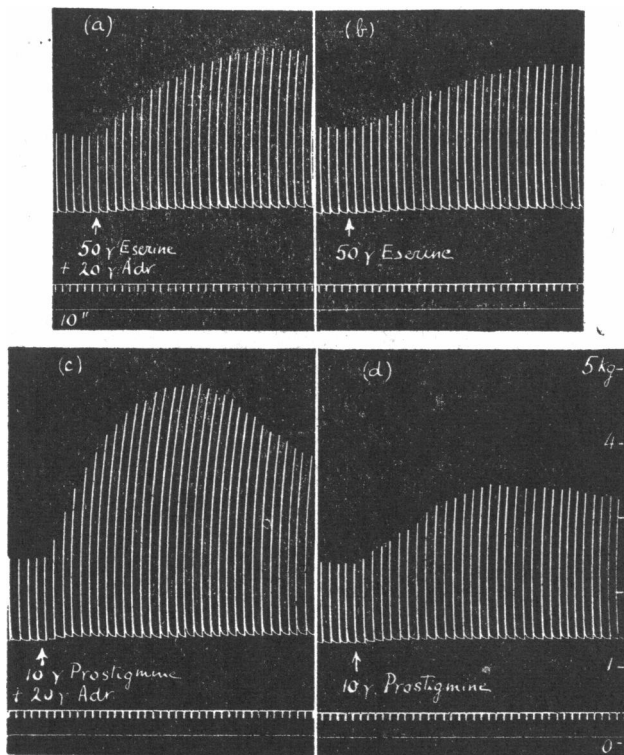 (a)
50 γ Eserine
+ 20 γ Adr
10"
(b)
50 γ Eserine
(c)
10 γ Prostigmine
+ 20 γ Adr.
(d)
10 γ Prostigmine
5 kg-
4
1-
0-